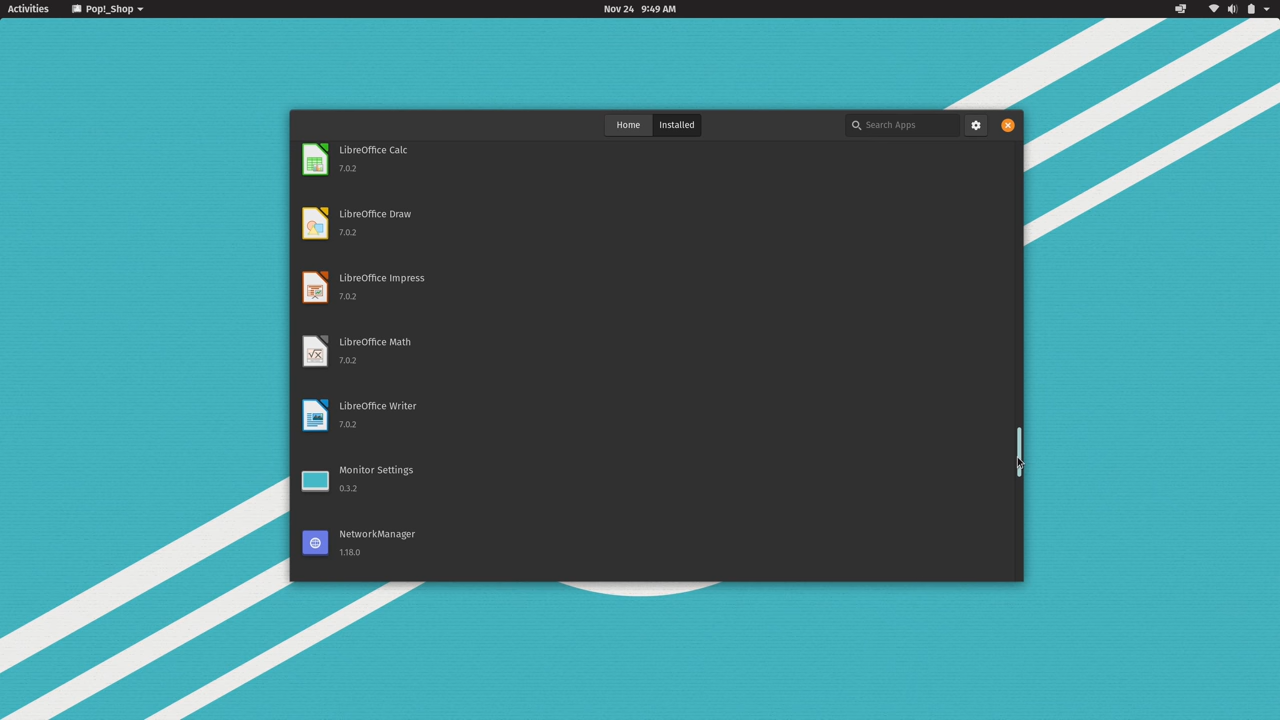 Activities Pop!_Shop Nov 24 9:49 AM
Home Installed Search Apps
LibreOffice Calc
7.0.2
LibreOffice Draw
7.0.2
LibreOffice Impress
7.0.2
LibreOffice Math
7.0.2
LibreOffice Writer
7.0.2
Monitor Settings
0.3.2
NetworkManager
1.18.0